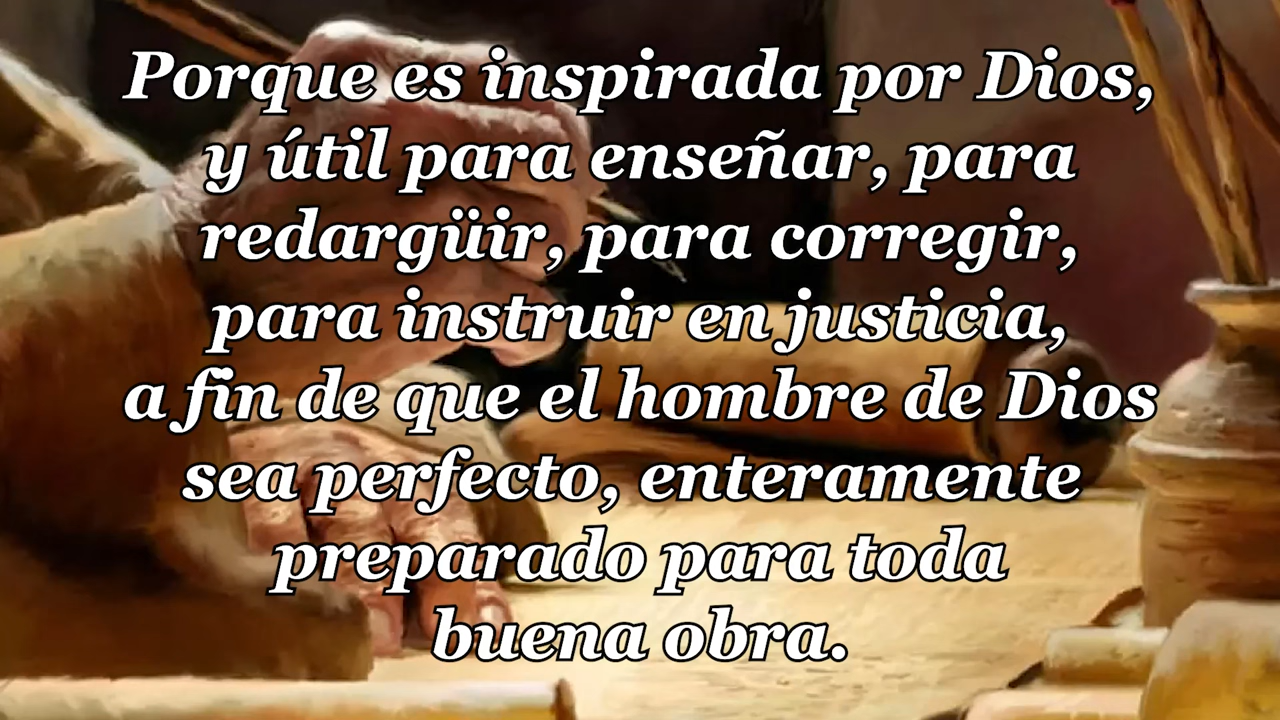 Porque es inspirada por Dios,
y útil para enseñar, para
redargüir, para corregir,
para instruir en justicia,
a fin de que el hombre de Dios
sea perfecto, enteramente
preparado para toda
buena obra.